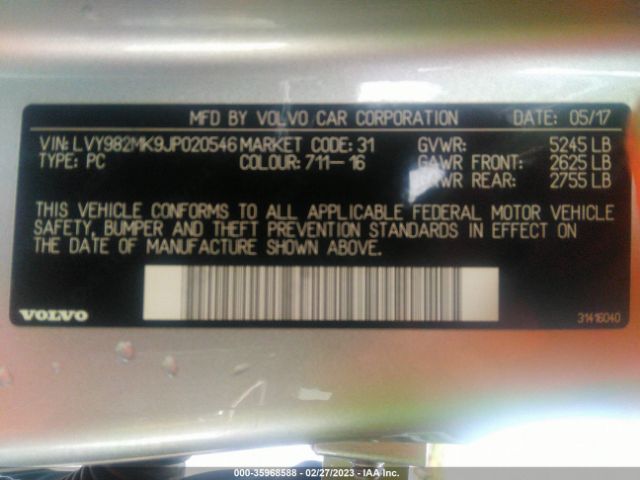 MFD BY VOLVO CAR CORPORATION DATE: 05/17
VIN: LVY982MK9JP020546 MARKET CODE: 31 GVWR: 5245 LB
TYPE: PC COLOUR: 711-16 GAWR FRONT: 2625 LB
GAWR REAR: 2755 LB
THIS VEHICLE CONFORMS TO ALL APPLICABLE FEDERAL MOTOR VEHICLE
SAFETY, BUMPER AND THEFT PREVENTION STANDARDS IN EFFECT ON
THE DATE OF MANUFACTURE SHOWN ABOVE.
VOLVO 31416040
000-35968588 - 02/27/2023 - IAA Inc.